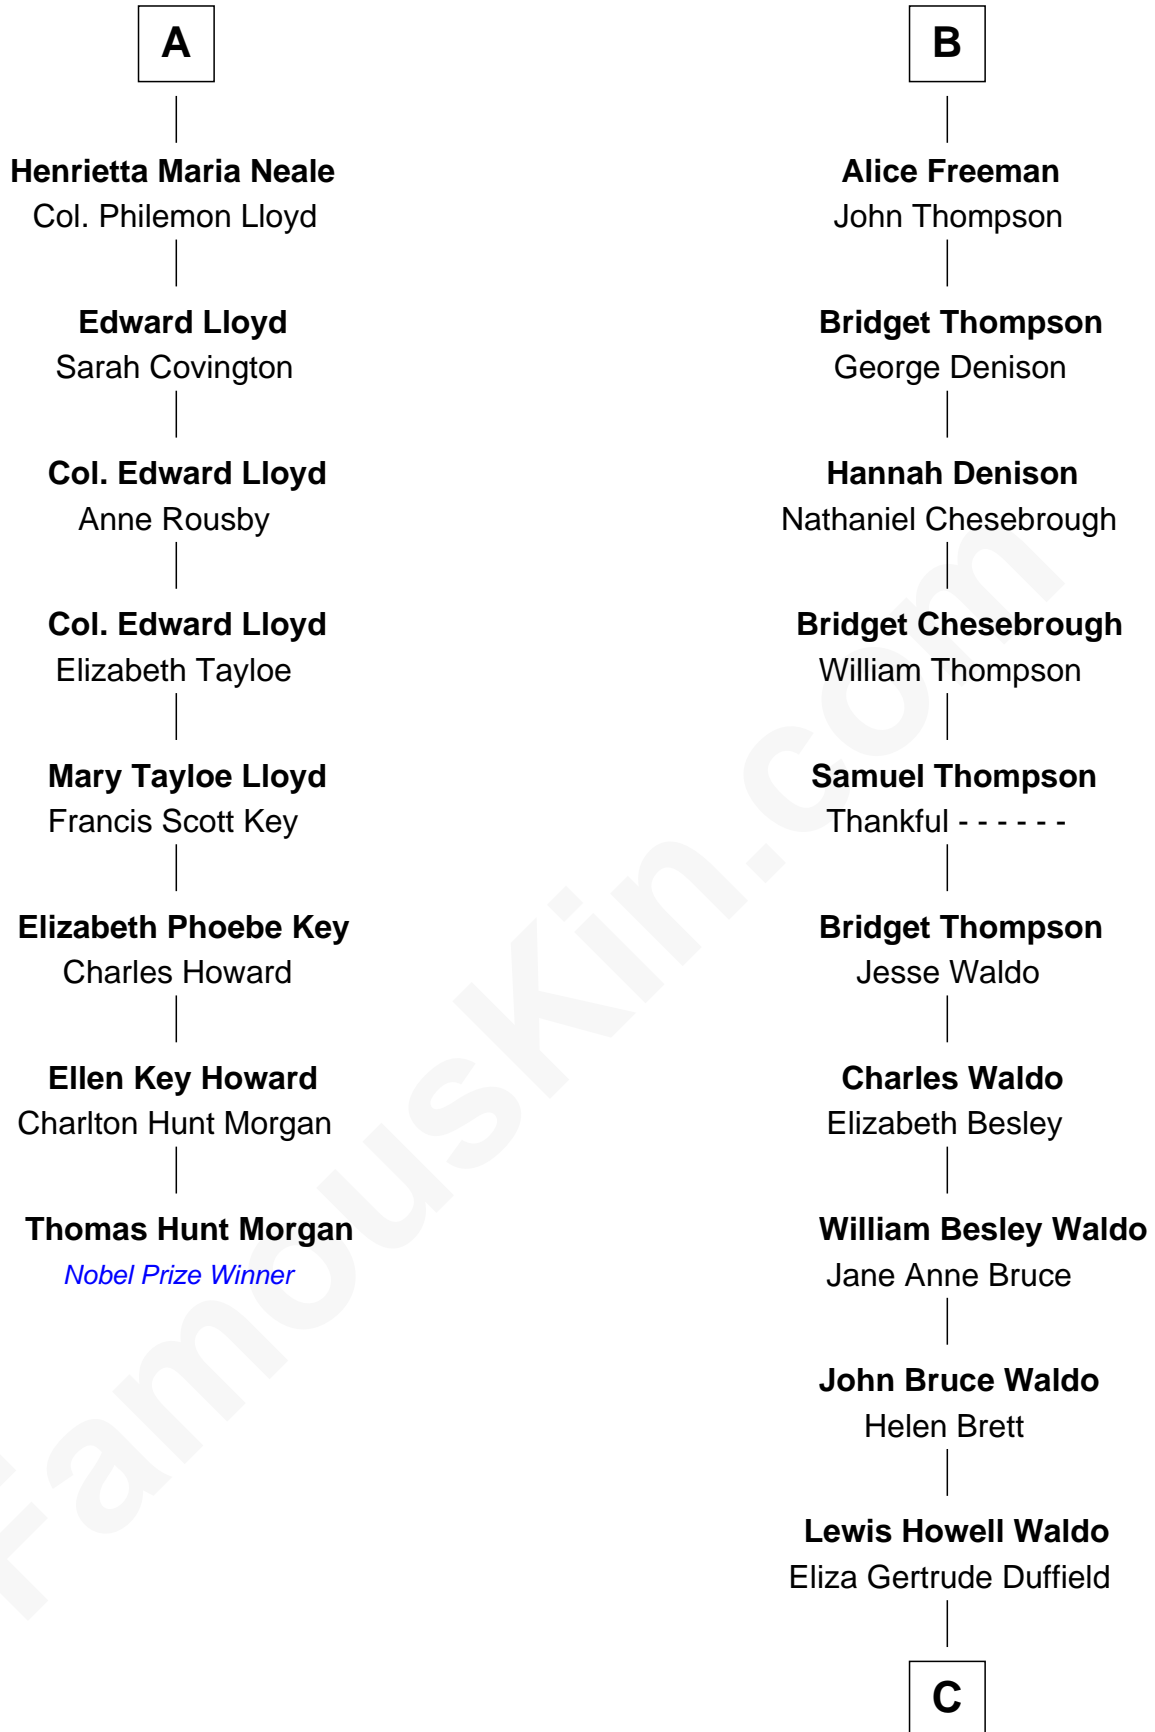 A
Henrietta Maria Neale
Col. Philemon Lloyd
Edward Lloyd
Sarah Covington
Col. Edward Lloyd
Anne Rousby
Col. Edward Lloyd
Elizabeth Tayloe
Mary Tayloe Lloyd
Francis Scott Key
Elizabeth Phoebe Key
Charles Howard
Ellen Key Howard
Charlton Hunt Morgan
Thomas Hunt Morgan
Nobel Prize Winner
B
Alice Freeman
John Thompson
Bridget Thompson
George Denison
Hannah Denison
Nathaniel Chesebrough
Bridget Chesebrough
William Thompson
Samuel Thompson
Thankful - - - - - -
Bridget Thompson
Jesse Waldo
Charles Waldo
Elizabeth Besley
William Besley Waldo
Jane Anne Bruce
John Bruce Waldo
Helen Brett
Lewis Howell Waldo
Eliza Gertrude Duffield
C
FamousKin.com